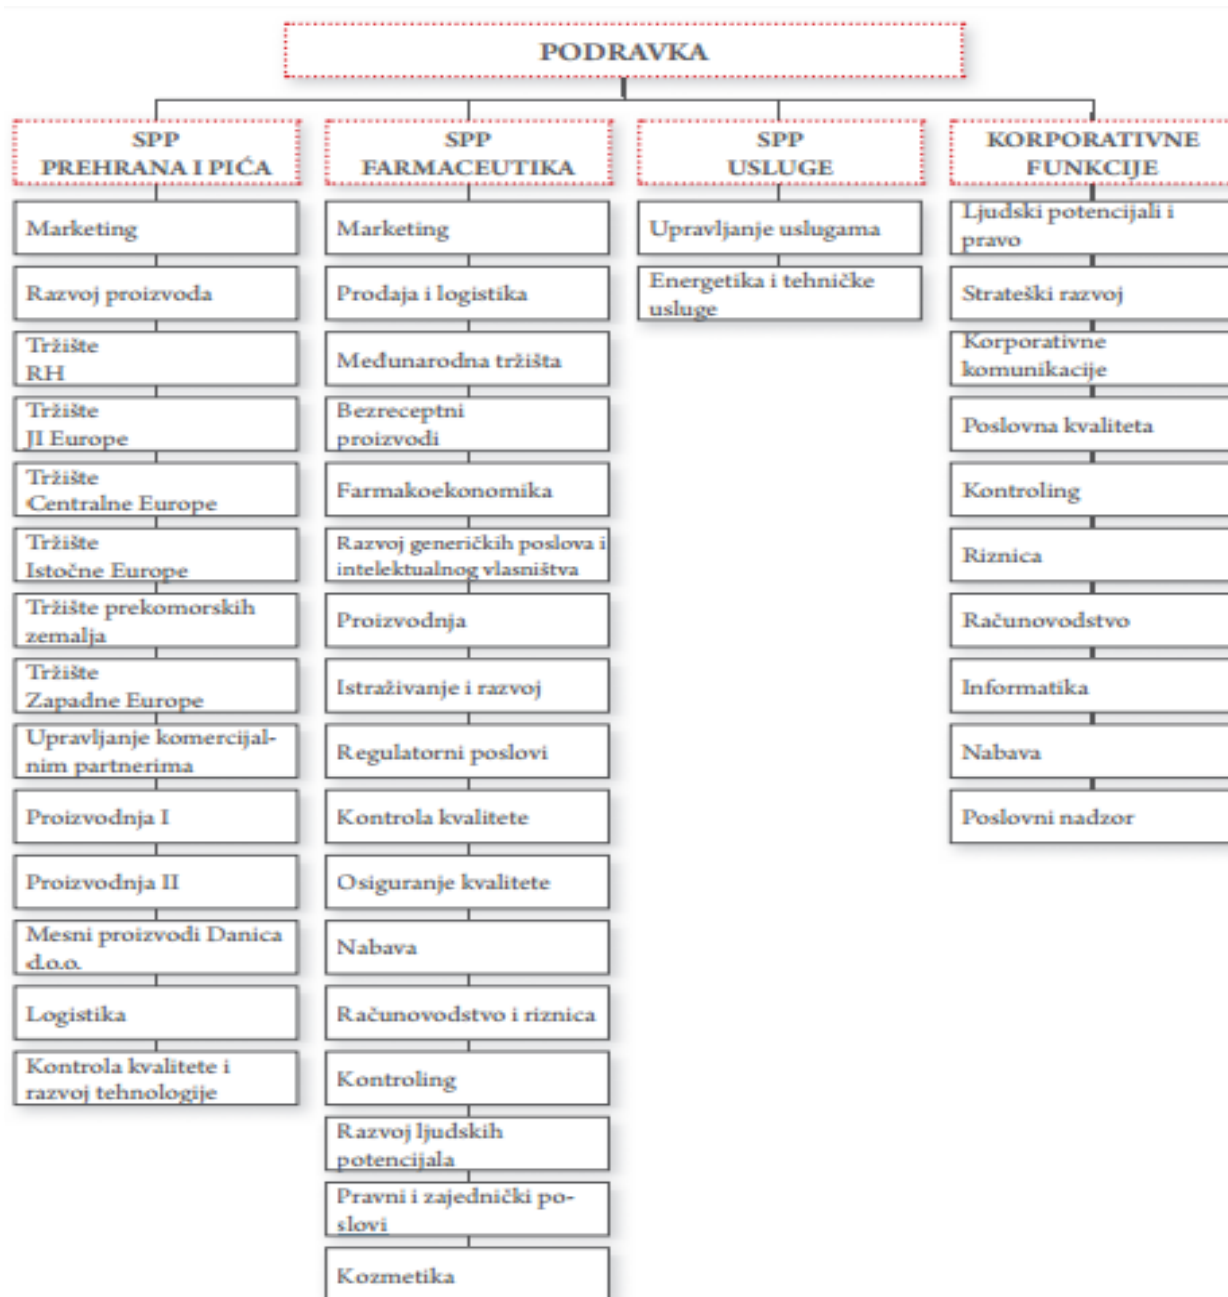 PODRAVKA
SPP
PREHRANA I PIĆA
Marketing
Razvoj proizvoda
Tržište
RH
Tržište
JI Europe
Tržište
Centralne Europe
Tržište
Istočne Europe
Tržište prekomorskih
zemalja
Tržište
Zapadne Europe
Upravljanje komercijal-
nim partnerima
Proizvodnja I
Proizvodnja II
Mesni proizvodi Danica
d.o.o.
Logistika
Kontrola kvalitete i
razvoj tehnologije
SPP
FARMACEUTIKA
Marketing
Prodaja i logistika
Međunarodna tržišta
Bezreceptni
proizvodi
Farmakoekonomika
Razvoj generičkih poslova i
intelektualnog vlasništva
Proizvodnja
Istraživanje i razvoj
Regulatorni poslovi
Kontrola kvalitete
Osiguranje kvalitete
Nabava
Računovodstvo i riznica
Kontroling
Razvoj ljudskih
potencijala
Pravni i zajednički po-
slovi
Kozmetika
SPP
USLUGE
Upravljanje uslugama
Energetika i tehničke
usluge
KORPORATIVNE
FUNKCIJE
Ljudski potencijali i
pravo
Strateški razvoj
Korporativne
komunikacije
Poslovna kvaliteta
Kontroling
Riznica
Računovodstvo
Informatika
Nabava
Poslovni nadzor